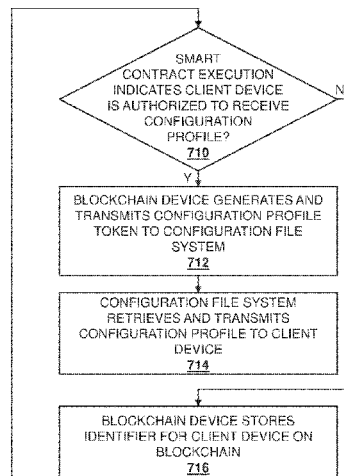 SMART
CONTRACT EXECUTION
INDICATES CLIENT DEVICE
IS AUTHORIZED TO RECEIVE
CONFIGURATION
PROFILE?
710
N
Y
BLOCKCHAIN DEVICE GENERATES AND
TRANSMITS CONFIGURATION PROFILE
TOKEN TO CONFIGURATION FILE
SYSTEM
712
CONFIGURATION FILE SYSTEM
RETRIEVES AND TRANSMITS
CONFIGURATION PROFILE TO CLIENT
DEVICE
714
BLOCKCHAIN DEVICE STORES
IDENTIFIER FOR CLIENT DEVICE ON
BLOCKCHAIN
716